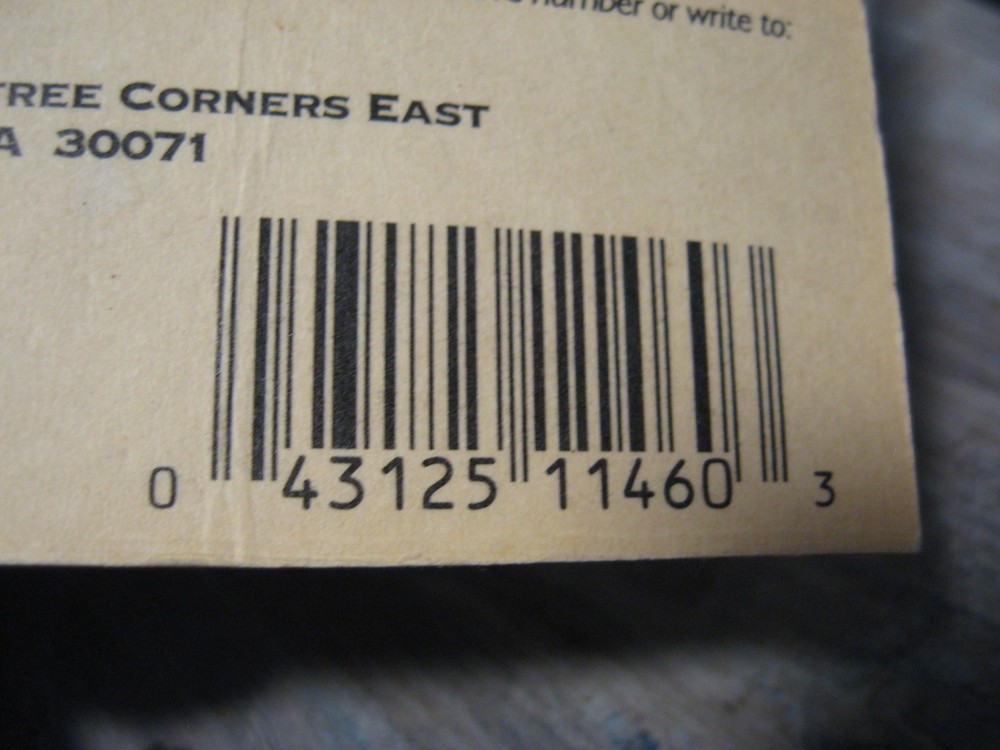 number or write to:
TREE CORNERS EAST
A 30071
0 43125 11460 3